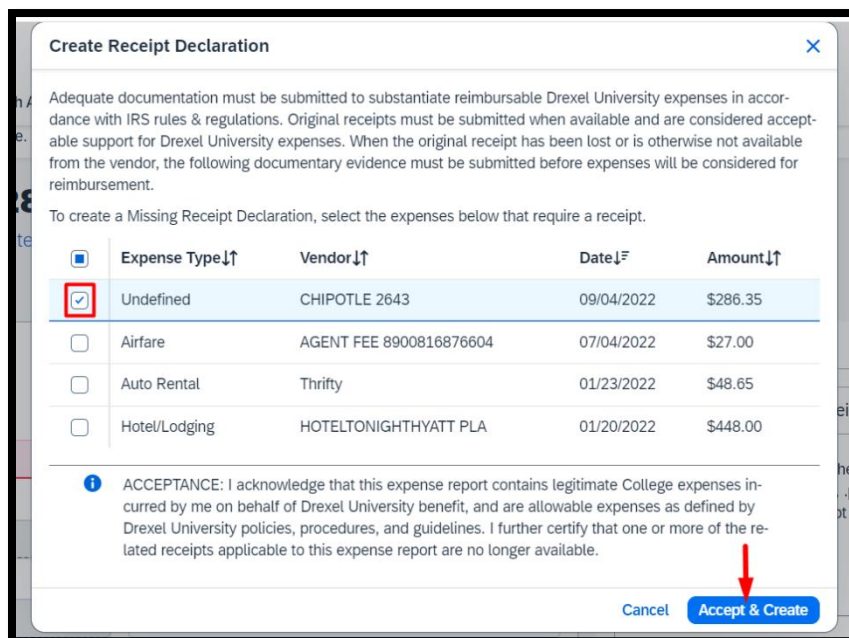 Create Receipt Declaration
Adequate documentation must be submitted to substantiate reimbursable Drexel University expenses in accor-
dance with IRS rules & regulations. Original receipts must be submitted when available and are considered accept-
able support for Drexel University expenses. When the original receipt has been lost or is otherwise not available
from the vendor, the following documentary evidence must be submitted before expenses will be considered for
reimbursement.
To create a Missing Receipt Declaration, select the expenses below that require a receipt.
Expense Type Vendor Date Amount
Undefined CHIPOTLE 2643 09/04/2022 $286.35
Airfare AGENT FEE 8900816876604 07/04/2022 $27.00
Auto Rental Thrifty 01/23/2022 $48.65
Hotel/Lodging HOTELTONIGHTHYATT PLA 01/20/2022 $448.00
ACCEPTANCE: I acknowledge that this expense report contains legitimate College expenses in-
curred by me on behalf of Drexel University benefit, and are allowable expenses as defined by
Drexel University policies, procedures, and guidelines. I further certify that one or more of the re-
lated receipts applicable to this expense report are no longer available.
Cancel Accept & Create